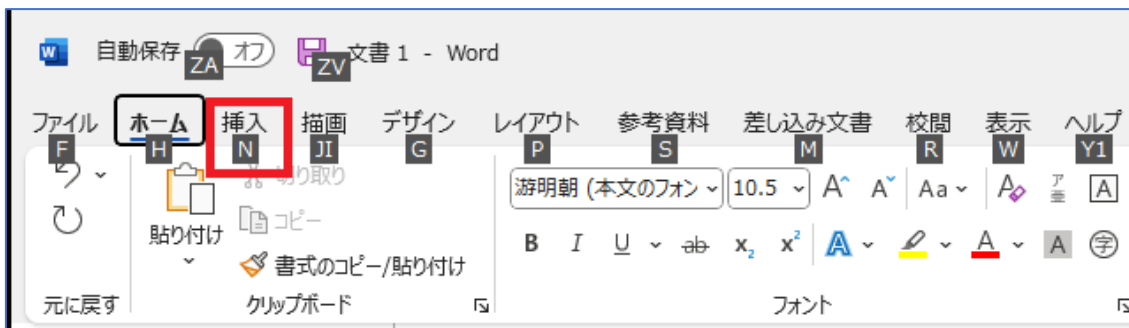 自動保存 オフ 文書 1 - Word
ZA ZV
ファイル ホーム 挿入 描画 デザイン レイアウト 参考資料 差し込み文書 校閲 表示 ヘルプ
F H N JI G P S M R W Y1
切り取り
游明朝 (本文のフォン 10.5 A A Aa A ア亜 A
コピー
貼り付け
B I U ab x₂ x² A A A 字
書式のコピー/貼り付け
元に戻す クリップボード フォント